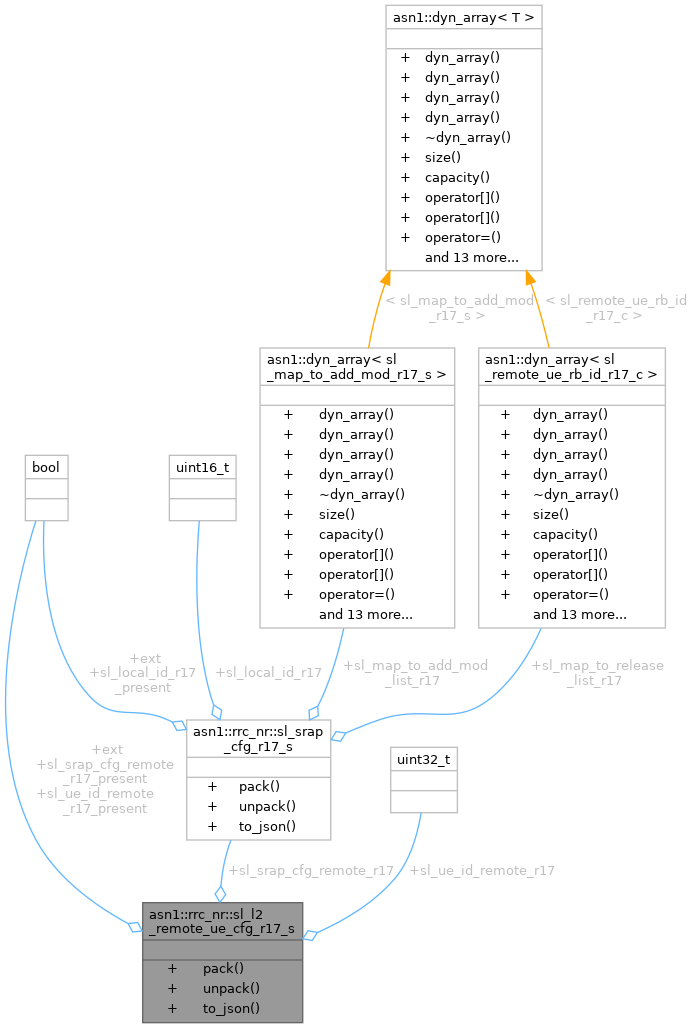 asn1::dyn_array< T >
+ dyn_array()
+ dyn_array()
+ dyn_array()
+ dyn_array()
+ ~dyn_array()
+ size()
+ capacity()
+ operator[]()
+ operator[]()
+ operator=()
and 13 more...
< sl_map_to_add_mod
_r17_s >
< sl_remote_ue_rb_id
_r17_c >
asn1::dyn_array< sl
_map_to_add_mod_r17_s >
+ dyn_array()
+ dyn_array()
+ dyn_array()
+ dyn_array()
+ ~dyn_array()
+ size()
+ capacity()
+ operator[]()
+ operator[]()
+ operator=()
and 13 more...
asn1::dyn_array< sl
_remote_ue_rb_id_r17_c >
+ dyn_array()
+ dyn_array()
+ dyn_array()
+ dyn_array()
+ ~dyn_array()
+ size()
+ capacity()
+ operator[]()
+ operator[]()
+ operator=()
and 13 more...
bool
uint16_t
+ext
+sl_local_id_r17
_present
+sl_local_id_r17
+sl_map_to_add_mod
_list_r17
+sl_map_to_release
_list_r17
asn1::rrc_nr::sl_srap
_cfg_r17_s
+ pack()
+ unpack()
+ to_json()
uint32_t
+ext
+sl_srap_cfg_remote
_r17_present
+sl_ue_id_remote
_r17_present
+sl_srap_cfg_remote_r17
+sl_ue_id_remote_r17
asn1::rrc_nr::sl_l2
_remote_ue_cfg_r17_s
+ pack()
+ unpack()
+ to_json()